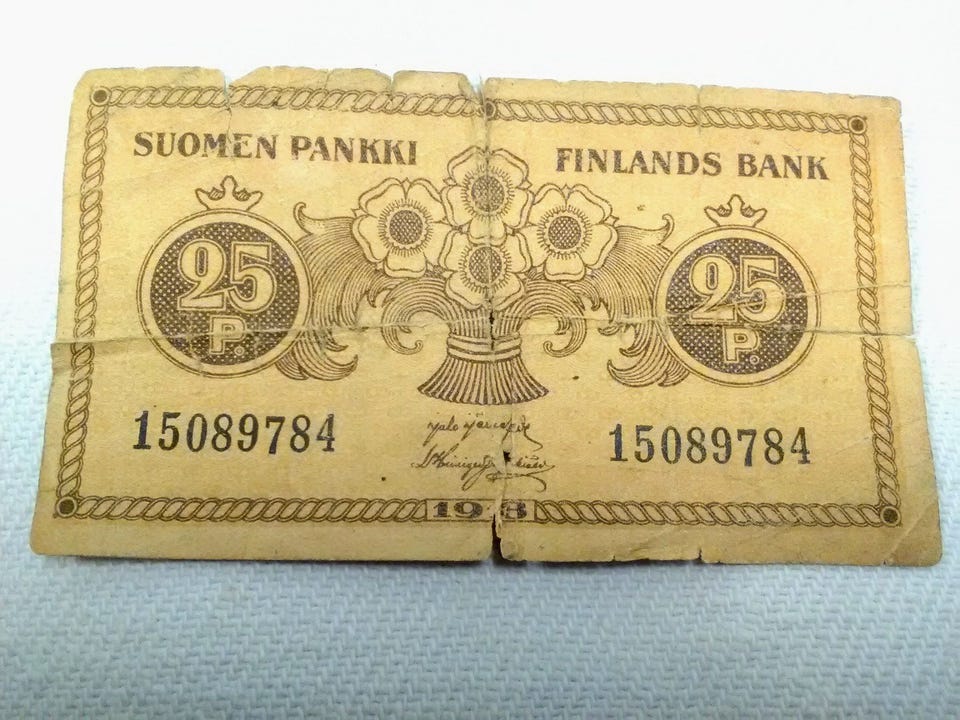 SUOMEN PANKKI FINLANDS BANK
25 P. 25 P.
15089784 15089784